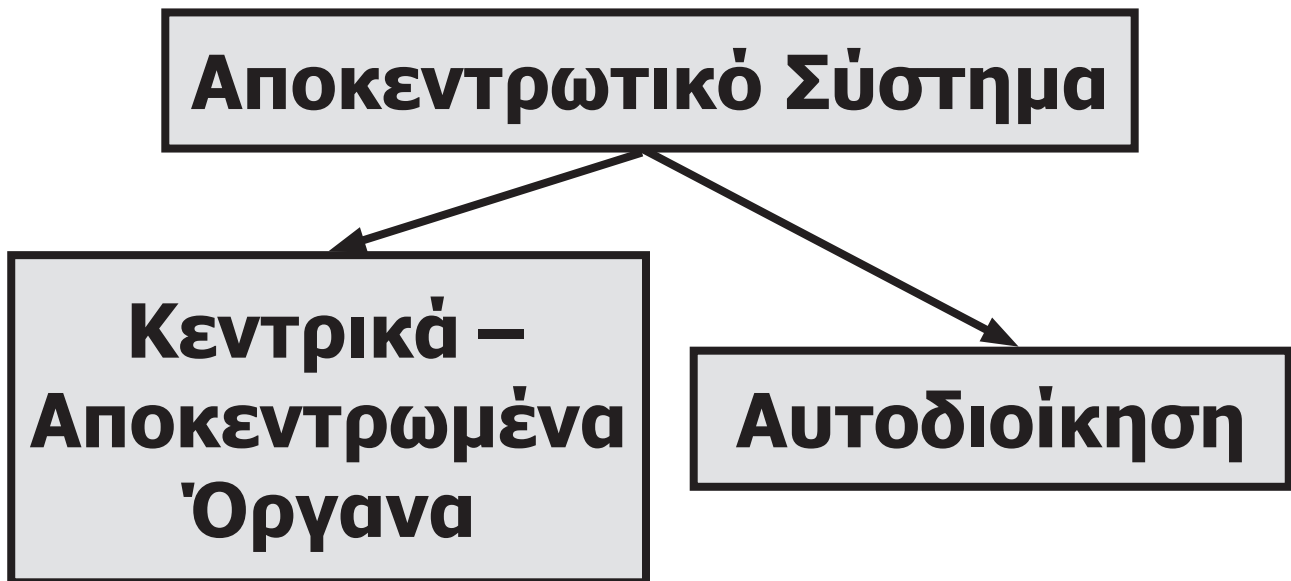 Αποκεντρωτικό Σύστημα
Κεντρικά –
Αποκεντρωμένα
Όργανα
Αυτοδιοίκηση